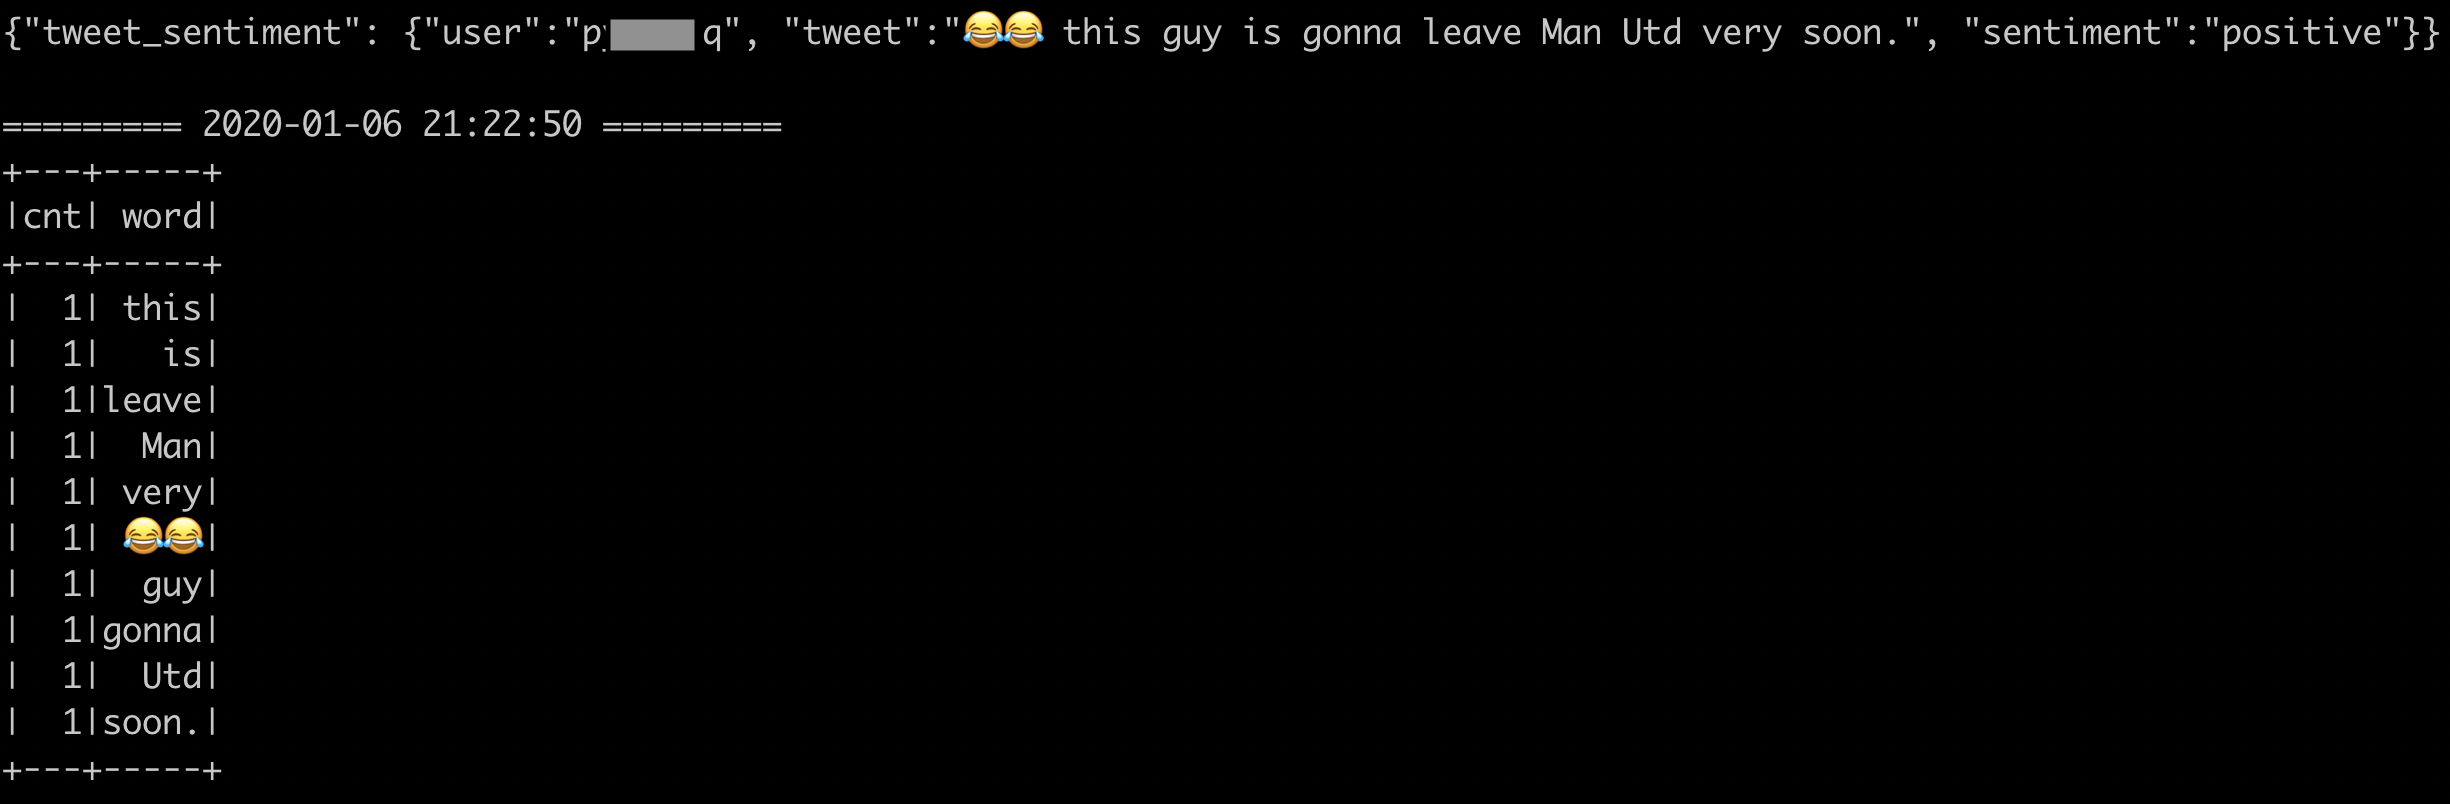 {"tweet_sentiment": {"user":"py q", "tweet":"😂😂 this guy is gonna leave Man Utd very soon.", "sentiment":"positive"}}
========= 2020-01-06 21:22:50 =========
+---+-----+
|cnt| word|
+---+-----+
|  1| this|
|  1|   is|
|  1|leave|
|  1|  Man|
|  1| very|
|  1| 😂😂|
|  1|  guy|
|  1|gonna|
|  1|  Utd|
|  1|soon.|
+---+-----+